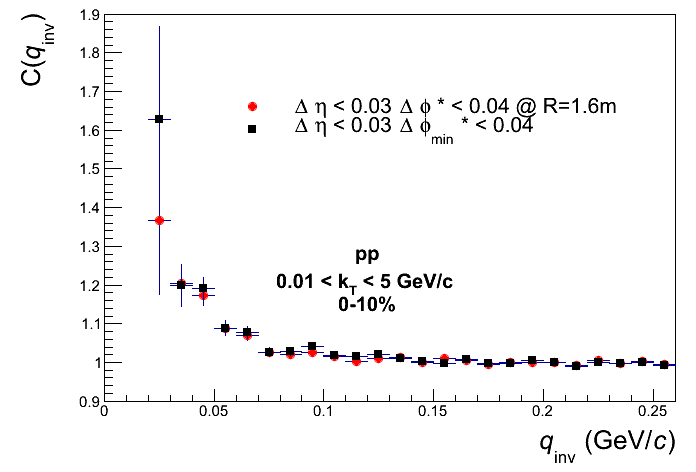 C(q_inv)
1.9
1.8
1.7
1.6
1.5
1.4
1.3
1.2
1.1
1
0.9
Δ η < 0.03 Δ ϕ * < 0.04 @ R=1.6m
Δ η < 0.03 Δ ϕ_min * < 0.04
pp
0.01 < k_T < 5 GeV/c
0-10%
0 0.05 0.1 0.15 0.2 0.25
q_inv (GeV/c)